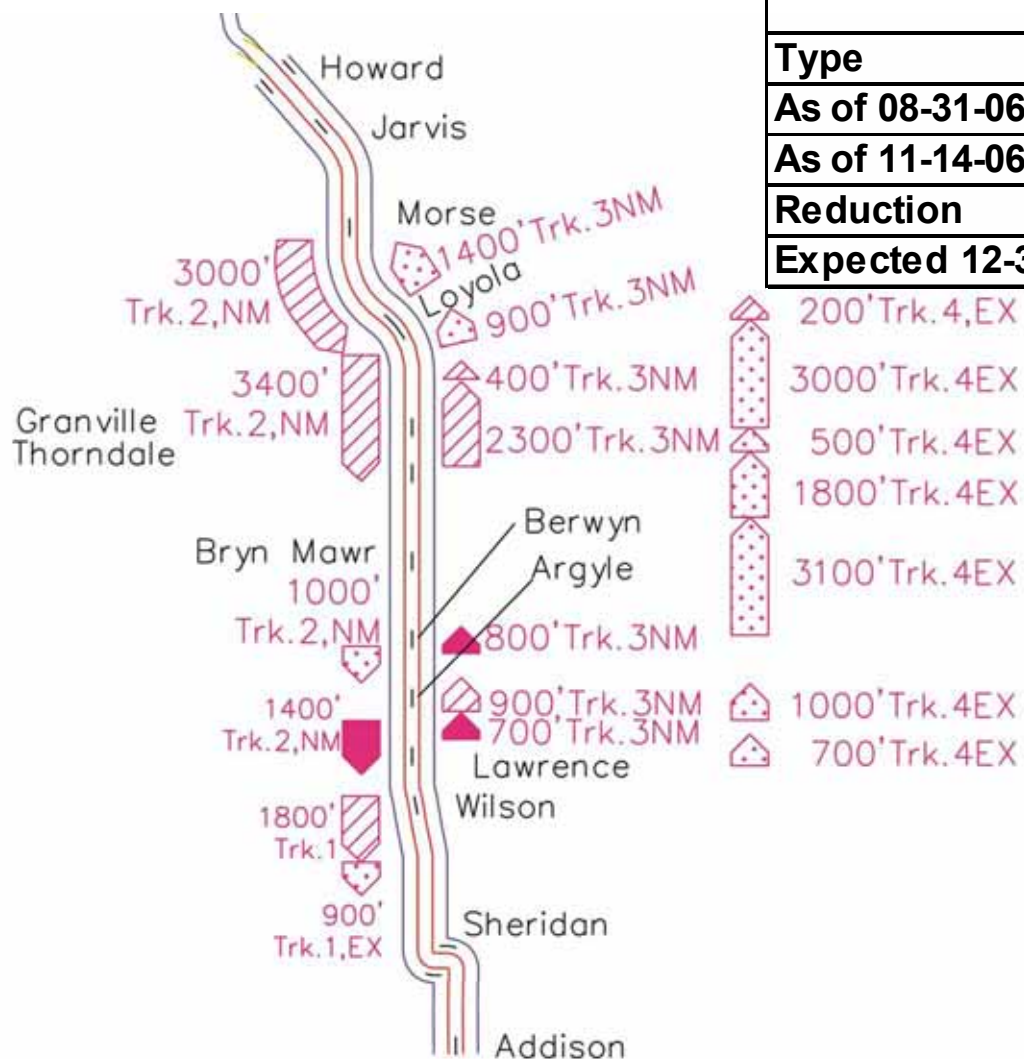 Type
As of 08-31-06
As of 11-14-06
Reduction
Expected 12-3
Howard
Jarvis
Morse
1400' Trk.3NM
Loyola
900' Trk.3NM
3000'
Trk.2,NM
3400'
Trk.2,NM
Granville
Thorndale
400'Trk.3NM
2300'Trk.3NM
200'Trk.4,EX
3000'Trk.4EX
500'Trk.4EX
1800'Trk.4EX
3100'Trk.4EX
Berwyn
Argyle
Bryn Mawr
1000'
Trk.2,NM
800'Trk.3NM
1400'
Trk.2,NM
900'Trk.3NM
700'Trk.3NM
1000'Trk.4EX
700'Trk.4EX
Lawrence
Wilson
1800'
Trk.1
900'
Trk.1,EX
Sheridan
Addison